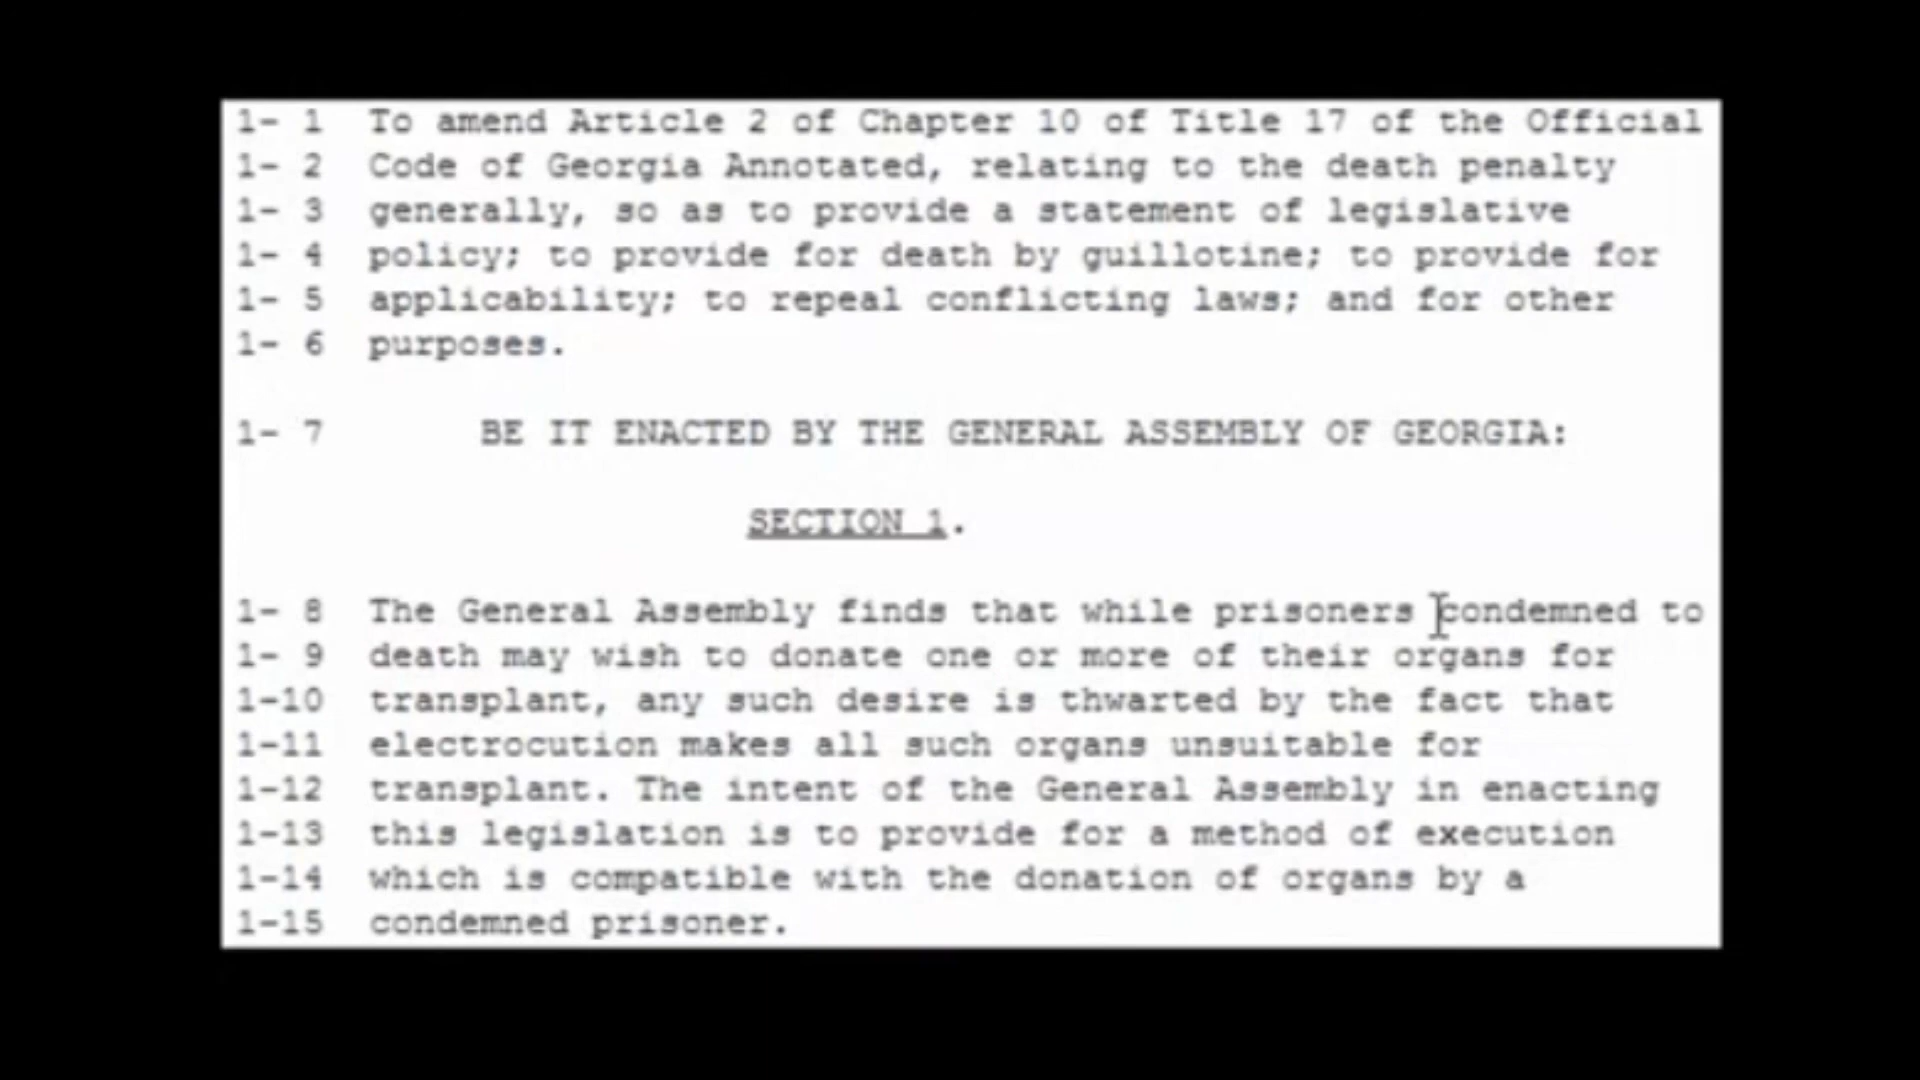 1- 1 To amend Article 2 of Chapter 10 of Title 17 of the Official
1- 2 Code of Georgia Annotated, relating to the death penalty
1- 3 generally, so as to provide a statement of legislative
1- 4 policy; to provide for death by guillotine; to provide for
1- 5 applicability; to repeal conflicting laws; and for other
1- 6 purposes.
1- 7 BE IT ENACTED BY THE GENERAL ASSEMBLY OF GEORGIA:
SECTION 1.
1- 8 The General Assembly finds that while prisoners condemned to
1- 9 death may wish to donate one or more of their organs for
1-10 transplant, any such desire is thwarted by the fact that
1-11 electrocution makes all such organs unsuitable for
1-12 transplant. The intent of the General Assembly in enacting
1-13 this legislation is to provide for a method of execution
1-14 which is compatible with the donation of organs by a
1-15 condemned prisoner.